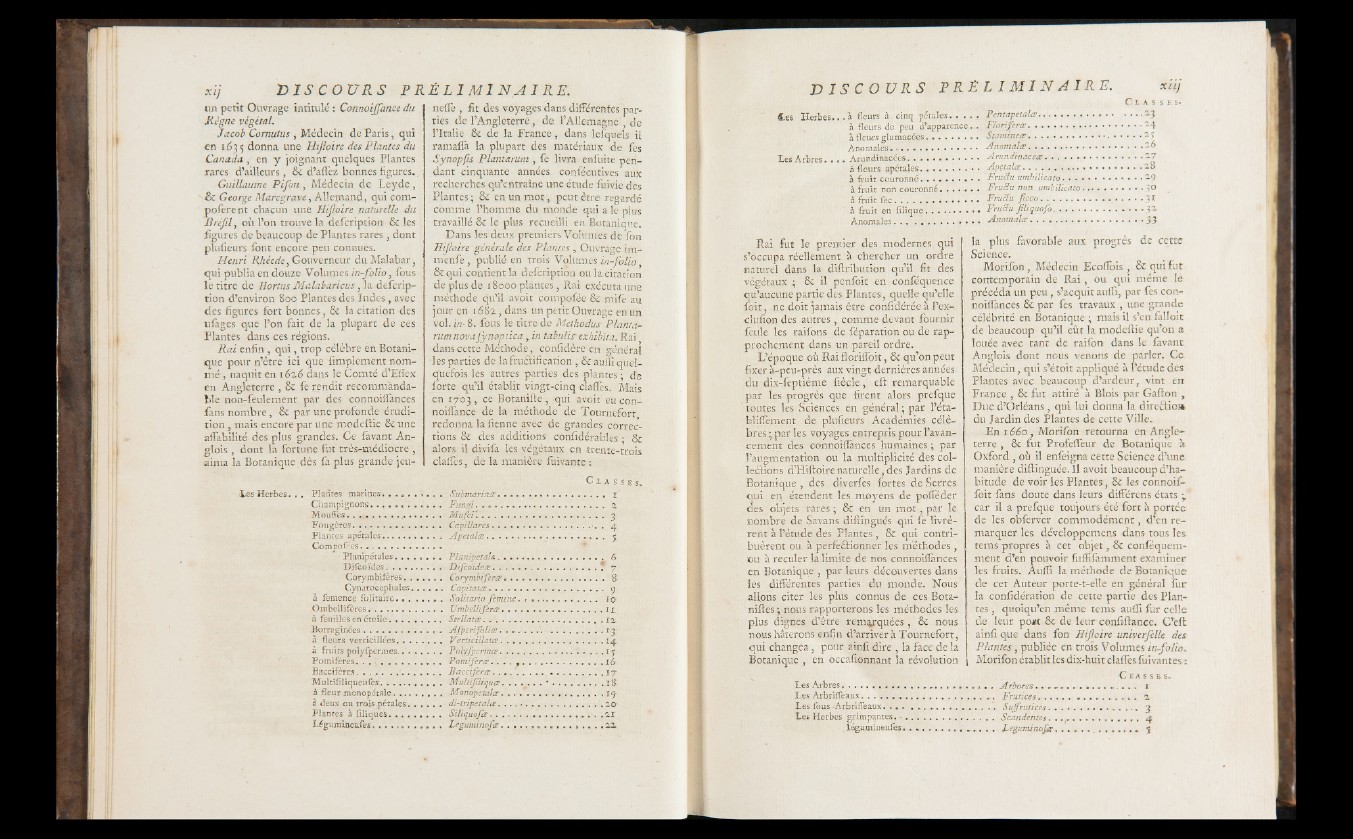 xij DISCOURS PRÉLIMINAIRE.
un petit Ouvrage intitulé : Connoiſſance du
Règne végétal.
Jacob Cornutus , Médecin de Paris , qui
en 1635 donna une Hiſtoire des Plantes du
Canada , en y joignant quelques Plantes
rares d'ailleurs , & d'aſſez bonnes figures.
Guillaume Piſon , Médecin de Leyde ,
& George Marcgrave , Allemand , qui com-
poſerent chacun une Hiſtoire naturelle du
Breſil , où l'on trouve la deſcription & les
figures de beaucoup de Plantes rares , dont
pluſieurs ſont encore peu connues.
Henri Rhéede, Gouverneur du Malabar ,
qui publia en douze Volumes in-folio , ſous
le titre de Hortus Malabaricus , la deſcrip-
tion d'environ 800 Plantes des Indes , avec
des figures fort bonnes , & la citation des
uſages que l'on fait de la plupart de ces
Plantes dans ces régions.
Rai enfin , qui , trop célèbre en Botani-
que pour n'être ici que ſimplement nom-
mé , naquit en 1626 dans le Comté d'Eſſex
en Angleterre , & ſe rendit recommanda-
ble non-ſeulement par des connoiſſances
ſans nombre , & par une profonde érudi-
tion , mais encore par une modeſtie & une
affabilité des plus grandes. Ce ſavant An-
glois , dont la fortune fut très-médiocre ,
aima la Botanique dès ſa plus grande jeu-
neſſe , fit des voyages dans différentes par-
ties de l'Angleterre , de l'Allemagne , de
l'Italie & de la France , dans leſquels il
ramaſſa la plupart des matériaux de ſes
Synopſis Plantarum , ſe livra enſuite pen-
dant cinquante années conſécutives aux
recherches qu'entraîne une étude ſuivie des
Plantes ; & en un mot , peut être regardé
comme l'homme du monde qui a le plus
travaillé & le plus recueilli en Botanique.
Dans les deux premiers Volumes de ſon
Hiſtoire générale des Plantes , Ouvrage im-
menſe , publié en trois Volumes in-folio ,
& qui contient la deſcription ou la citation
de plus de 18000 plantes , Rai exécuta une
méthode qu'il avoit compoſée & miſe au
jour en 1682 , dans un petit Ouvrage en un
vol. in-8. ſous le titre de Methodus Planta-
rum nova ſynoptica , in tabulis exhibita. Rai ,
dans cette Méthode , conſidère en général
les parties de la fructification , & auſſi quel-
quefois les autres parties des plantes ; de
ſorte qu'il établit vingt-cinq claſſes. Mais
en 1703 , ce Botaniſte , qui avoit eu con-
noiſſance de la méthode de Tournefort,
redonna la ſienne avec de grandes correc-
tions & des additions conſidérables ; &
alors il diviſa les végétaux en trente-trois
claſſes, de la manière ſuivante :
CLASSES.
Les Herbes. . . Plantes marines. . . . . . . . . . Submarinæ. . . . . . . . . . . . . . . . . . 1
Champignons. . . . . . . . . . . . Fungi. . . . . . . . . . . . . . . . . . . . . . 2
Mouſſes. . . . . . . . . . . . . . . . Muſci. . . . . . . . . . . . . . . . . . . . . . 3
Fougères. . . . . . . . . . . . . . . Capillares. . . . . . . . . . . . . . . . . . . 4
Plantes apétales. . . . . . . . . . Apetalæ. . . . . . . . . . . . . . . . . . . . 5
Compoſées. . . . . . . . . . . . .
Planipétales. . . . . . . . Planipetalæ. . . . . . . . . . . . . . . . . . 6
Diſcoïdes. . . . . . . . . . Diſcoideæ. . . . . . . . . . . . . . . . . . . 7
Corymbifères. . . . . . . Corymbiferæ. . . . . . . . . . . . . . . . . 8
Cynarocephales. . . . . . Capitatæ. . . . . . . . . . . . . . . . . . . . 9
à ſemence ſolitaire. . . . . . . . Solitario ſemine. . . . . . . . . . . . . . . 10
Ombellifères. . . . . . . . . . . . Umbelliferæ. . . . . . . . . . . . . . . . . . 11
à feuilles en étoile. . . . . . . . Stellatæ. . . . . . . . . . . . . . . . . . . . 12
Borraginées. . . . . . . . . . . . . Aſperifoliæ. . . . . . . . . . . . . . . . . . 13
à fleurs verticillées. . . . . . . . Verticillatæ. . . . . . . . . . . . . . . . . . 14
à fruits polyſpermes. . . . . . . Polyſpermæ. . . . . . . . . . . . . . . . . . 15
Pomifères. . . . . . . . . . . . . . Pomiferæ. . . . . . . . . . . . . . . . . . . . 16
Baccifères. . . . . . . . . . . . . . Bacciferæ. . . . . . . . . . . . . . . . . . . 17
Multiſiliqueuſes. . . . . . . . . . Multiſiliquæ. . . . . . . . . . . . . . . . . . 18
à fleur monopétale. . . . . . . . Monopetalæ. . . . . . . . . . . . . . . . . . 19
à deux ou trois pétales. . . . . . di-tripetalæ. . . . . . . . . . . . . . . . . . 20
Plantes à ſiliques. . . . . . . . . Siliquoſæ. . . . . . . . . . . . . . . . . . . 21
Légumineuſes. . . . . . . . . . . . Leguminoſæ. . . . . . . . . . . . . . . . . . 22
DISCOURS PRÉLIMINAIRE. xiij
CLASSES.
Les Herbes. . . à fleurs à cinq pétales. . . . . . Pentapetalæ. . . . . . . . . . . . . . . . . . 23
à fleurs de peu d'apparence. . Floriferæ. . . . . . . . . . . . . . . . . . . . 24
à fleurs glumacées. . . . . . . . . Stamineæ. . . . . . . . . . . . . . . . . . . . 25
Anomales. . . . . . . . . . . . . . . Anomalæ. . . . . . . . . . . . . . . . . . . . 26
Les Arbres. . . . Arundinacées. . . . . . . . . . . . Arundinaceæ. . . . . . . . . . . . . . . . . . 27
à fleurs apétales. . . . . . . . . . Apetalæ. . . . . . . . . . . . . . . . . . . . . 28
à fruit couronné. . . . . . . . . . Fructu umbilicato. . . . . . . . . . . . . . . 29
à fruit non couronné. . . . . . . Fructu non umbilicato. . . . . . . . . . . . 30
à fruit ſec. . . . . . . . . . . . . . Fructu ſicco. . . . . . . . . . . . . . . . . . 31
à fruit en ſilique. . . . . . . . . . Fructu ſiliquoſo. . . . . . . . . . . . . . . . 32
Anomales. . . . . . . . . . . . . . . Anomalæ. . . . . . . . . . . . . . . . . . . . 33
Rai fut le premier des modernes qui
s'occupa réellement à chercher un ordre
naturel dans la diſtribution qu'il fit des
végétaux ; & il penſoit en conſéquence
qu'aucune partie des Plantes, quelle qu'elle
ſoit , ne doit jamais être conſidérée à l'ex-
cluſion des autres , comme devant fournir
ſeule les raiſons de ſéparation ou de rap-
prochement dans un pareil ordre.
L'époque où Rai floriſſoit , & qu'on peut
fixer à-peu-près aux vingt dernières années
du dix-ſeptième ſiècle , eſt remarquable
par les progrès que firent alors preſque
toutes les Sciences en général ; par l'éta-
bliſſement de pluſieurs Académies célè-
bres ; par les voyages entrepris pour l'avan-
cement des connoiſſances humaines ; par
l'augmentation ou la multiplicité des col-
lections d'Hiſtoire naturelle , des Jardins de
Botanique , des diverſes ſortes de Serres
qui en étendent les moyens de poſſéder
des objets rares ; & en un mot , par le
nombre de Savans diſtingués qui ſe livrè-
rent à l'étude des Plantes , & qui contri-
buèrent ou à perfectionner les méthodes ,
ou à reculer la limite de nos connoiſſances
en Botanique , par leurs découvertes dans
les différentes parties du monde. Nous
allons citer les plus connus de ces Bota-
niſtes ; nous rapporterons les méthodes les
plus dignes d'être remarquées , & nous
nous hâterons enfin d'arriver à Tournefort,
qui changea , pour ainſi dire , la face de la
Botanique , en occaſionnant la révolution
la plus favorable aux progrès de cette
Science.
Moriſon , Médecin Ecoſſois , & qui fut
contemporain de Rai , ou qui même le
précéda un peu , s'acquit auſſi, par ſes con-
noiſſances & par ſes travaux , une grande
célébrité en Botanique ; mais il s'en falloit
de beaucoup qu'il eût la modeſtie qu'on a
louée avec tant de raiſon dans le ſavant
Anglois dont nous venons de parler. Ce
Médecin , qui s'étoit appliqué à l'étude des
Plantes avec beaucoup d'ardeur , vint en
France , & fut attiré à Blois par Gaſton ,
Duc d'Orléans , qui lui donna la direction
du Jardin des Plantes de cette Ville.
En 1660 , Moriſon retourna en Angle-
terre , & fut Profeſſeur de Botanique à
Oxford , où il enſeigna cette Science d'une
manière diſtinguée. Il avoit beaucoup d'ha-
bitude de voir les Plantes , & les connoiſ-
ſoit ſans doute dans leurs différens états ;
car il a preſque toujours été fort à portée
de les obſerver commodément , d'en re-
marquer les développemens dans tous les
tems propres à cet objet , & conſéquem-
ment d'en pouvoir ſuffiſamment examiner
les fruits. Auſſi la méthode de Botanique
de cet Auteur porte-t-elle en général ſur
la conſidération de cette partie des Plan-
tes , quoiqu'en même tems auſſi ſur celle
de leur port & de leur conſiſtance. C'eſt
ainſi que dans ſon Hiſtoire univerſelle des
Plantes , publiée en trois Volumes in-folio.
Moriſon établit les dix-huit claſſes ſuivantes :
CLASSES.
Les Arbres. . . . . . . . . . . . . . . . . . . . . . . Arbores. . . . . . . . . . . . . . . . 1
Les Arbriſſeaux. . . . . . . . . . . . . . . . . . . . Frutices. . . . . . . . . . . . . . . . 2
Les ſous-Arbriſſeaux. . . . . . . . . . . . . . . . Suffrutices. . . . . . . . . . . . . . 3
Les Herbes grimpantes. . . . . . . . . . . . . . . Scandentes. . . . . . . . . . . . . . 4
légumineuſes. . . . . . . . . . . . . . . Leguminoſæ. . . . . . . . . . . . . . 5